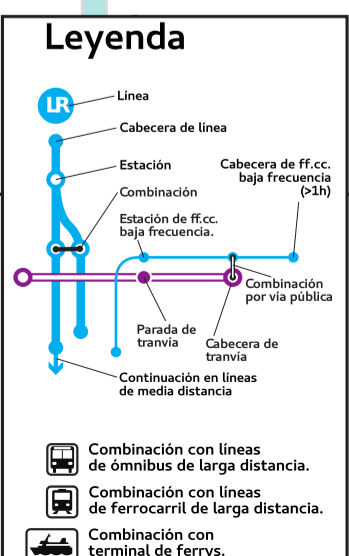 Leyenda
LR
Línea
Cabecera de línea
Estación
Cabecera de ff.cc.
baja frecuencia
(>1h)
Combinación
Estación de ff.cc.
baja frecuencia.
Combinación
por vía pública
Parada de
tranvía
Cabecera de
tranvía
Continuación en líneas
de media distancia
Combinación con líneas
de ómnibus de larga distancia.
Combinación con líneas
de ferrocarril de larga distancia.
Combinación con
terminal de ferrys.